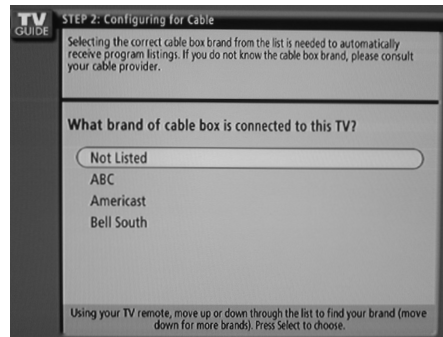 TV
GUIDE
STEP 2: Configuring for Cable
Selecting the correct cable box brand from the list is needed to automatically
receive program listings. If you do not know the cable box brand, please consult
your cable provider.
What brand of cable box is connected to this TV?
Not Listed
ABC
Americast
Bell South
Using your TV remote, move up or down through the list to find your brand (move
down for more brands). Press Select to choose.